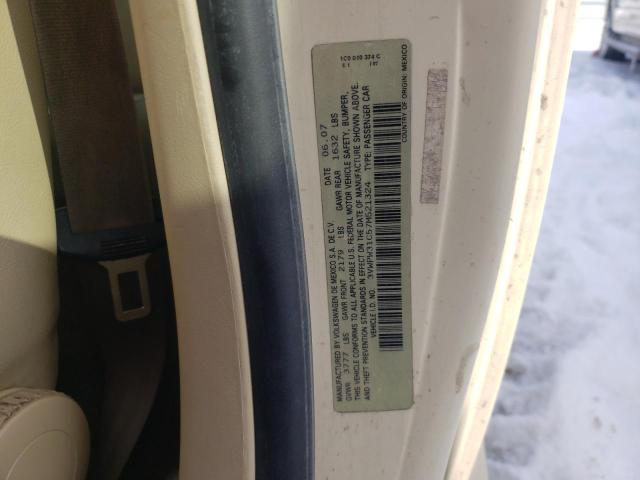 1C0 010 374 C
MANUFACTURED BY VOLKSWAGEN DE MEXICO S.A. DE C.V. DATE 06.07
GVWR 3777 LBS GAWR FRONT 2179 LBS GAWR REAR 1632 LBS
THIS VEHICLE CONFORMS TO ALL APPLICABLE U.S. FEDERAL MOTOR VEHICLE SAFETY, BUMPER,
AND THEFT PREVENTION STANDARDS IN EFFECT ON THE DATE OF MANUFACTURE SHOWN ABOVE.
VEHICLE I.D. NO. 3VWPW31C57M521324 TYPE: PASSENGER CAR
COUNTRY OF ORIGIN: MEXICO